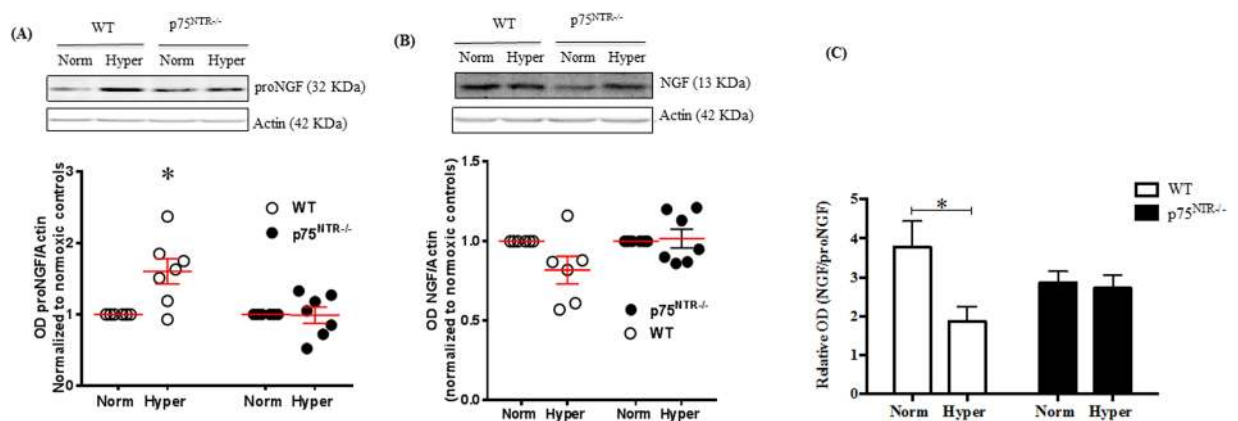 (A)
WT p75NTR-/-
Norm Hyper Norm Hyper
proNGF (32 KDa)
Actin (42 KDa)
OD proNGF/Actin
Normalized to normoxic controls)
3
2
1
0
*
WT
p75NTR-/-
Norm Hyper Norm Hyper
(B)
WT p75NTR-/-
Norm Hyper Norm Hyper
NGF (13 KDa)
Actin (42 KDa)
OD NGF/Actin
(normalized to normoxic controls)
1.5
1.0
0.5
0.0
p75NTR-/-
WT
Norm Hyper Norm Hyper
(C)
WT
p75NTR-/-
Relative OD (NGF/proNGF)
5
4
3
2
1
0
*
Norm Hyper Norm Hyper